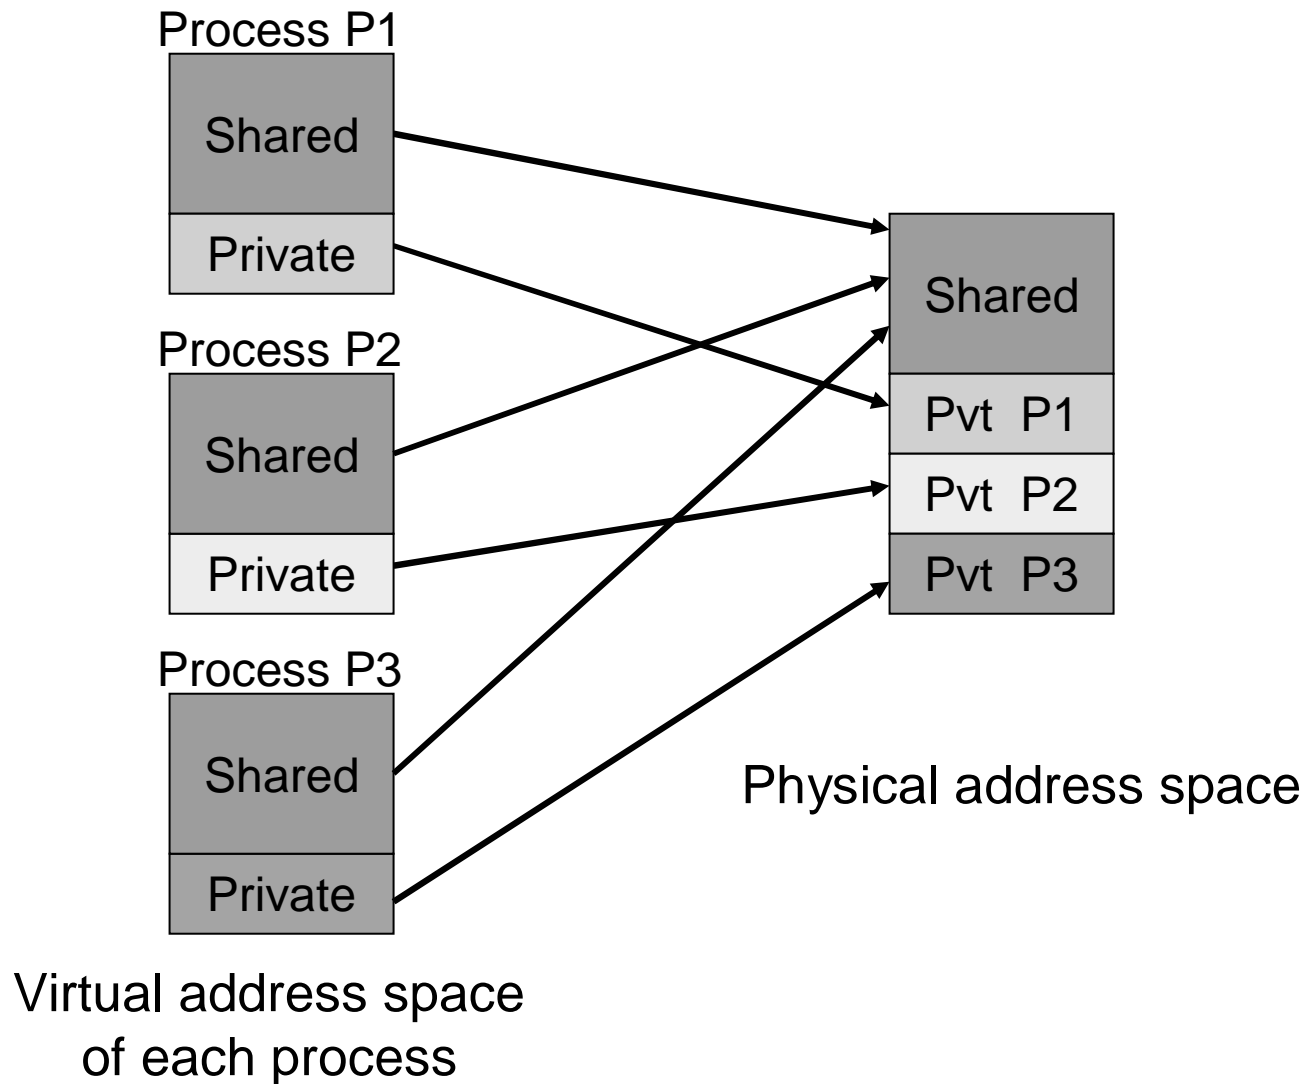 Process P1
Shared
Private
Process P2
Shared
Private
Process P3
Shared
Private
Virtual address space
of each process
Shared
Pvt P1
Pvt P2
Pvt P3
Physical address space